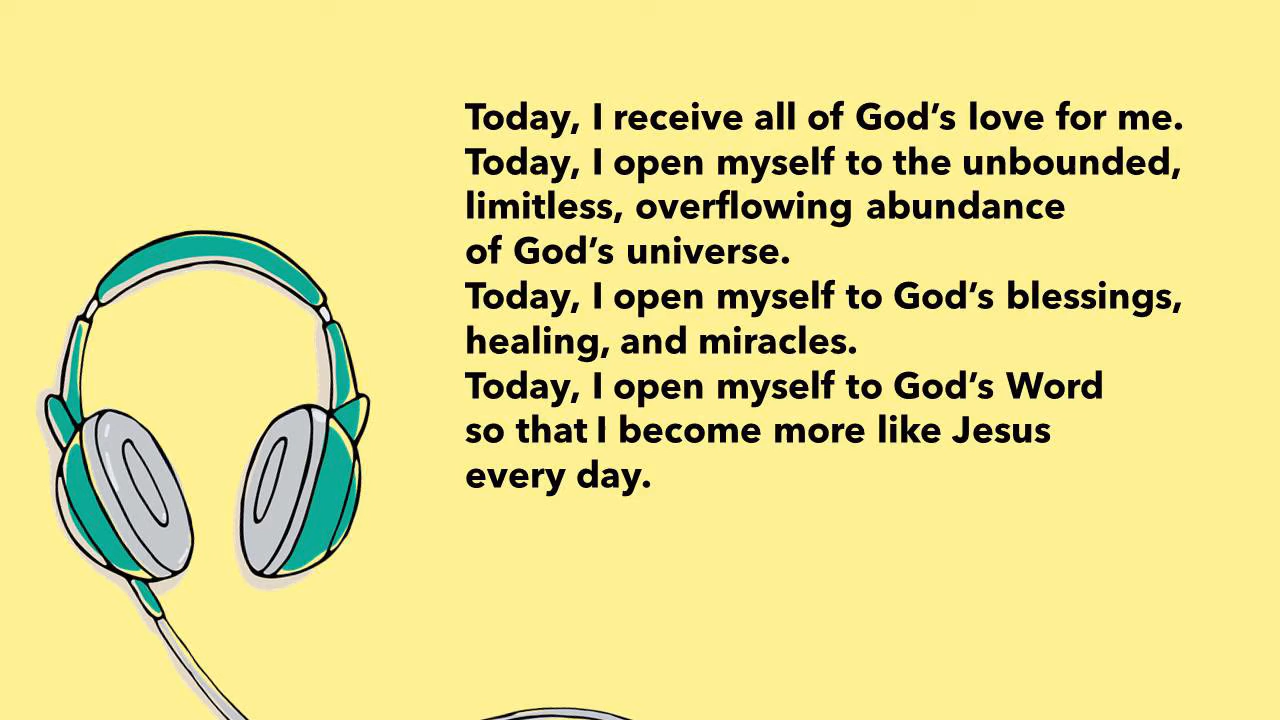 Today, I receive all of God’s love for me.
Today, I open myself to the unbounded,
limitless, overflowing abundance
of God’s universe.
Today, I open myself to God’s blessings,
healing, and miracles.
Today, I open myself to God’s Word
so that I become more like Jesus
every day.